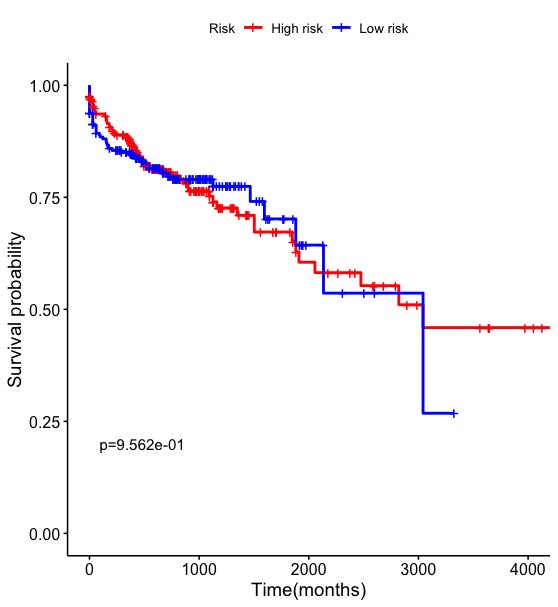 Risk High risk Low risk
1.00
0.75
0.50
0.25
0.00
Survival probability
p=9.562e-01
0 1000 2000 3000 4000
Time(months)